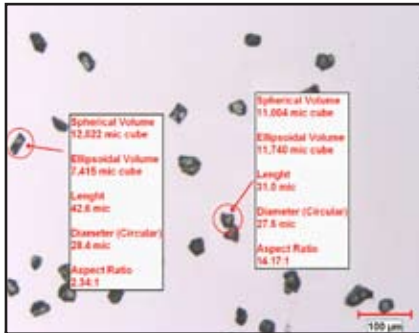 Spherical Volume
12,022 mic cube
Ellipsoidal Volume
7,415 mic cube
Lenght
42.6 mic
Diameter (Circular)
28.4 mic
Aspect Ratio
2.34:1
Spherical Volume
11,004 mic cube
Ellipsoidal Volume
11,740 mic cube
Lenght
31.0 mic
Diameter (Circular)
27.6 mic
Aspect Ratio
14.17:1
100 µm